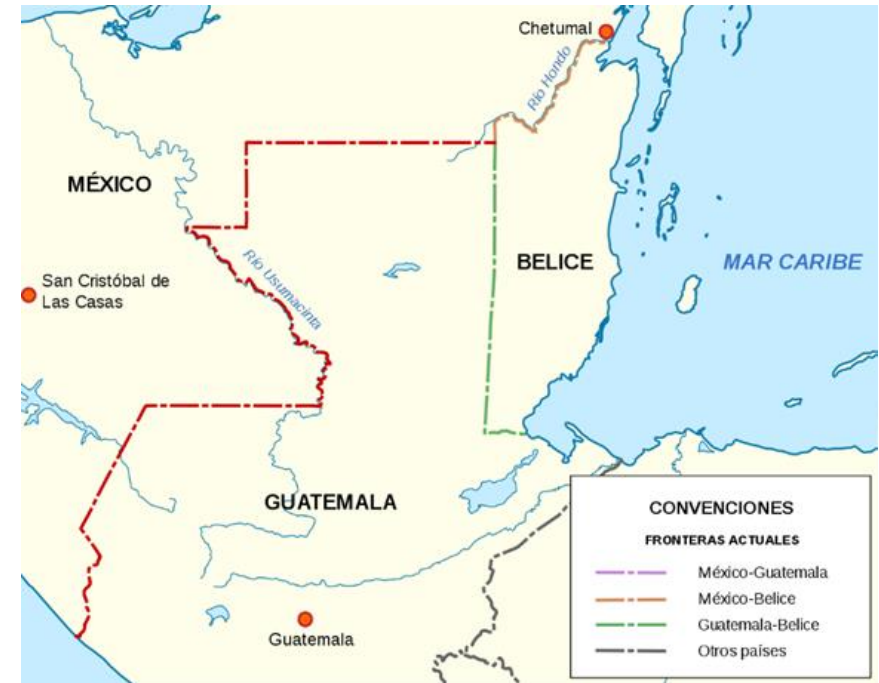 Chetumal
Río Hondo
MÉXICO
BELICE
MAR CARIBE
Río Usumacinta
San Cristóbal de
Las Casas
GUATEMALA
Guatemala
CONVENCIONES
FRONTERAS ACTUALES
México-Guatemala
México-Belice
Guatemala-Belice
Otros países